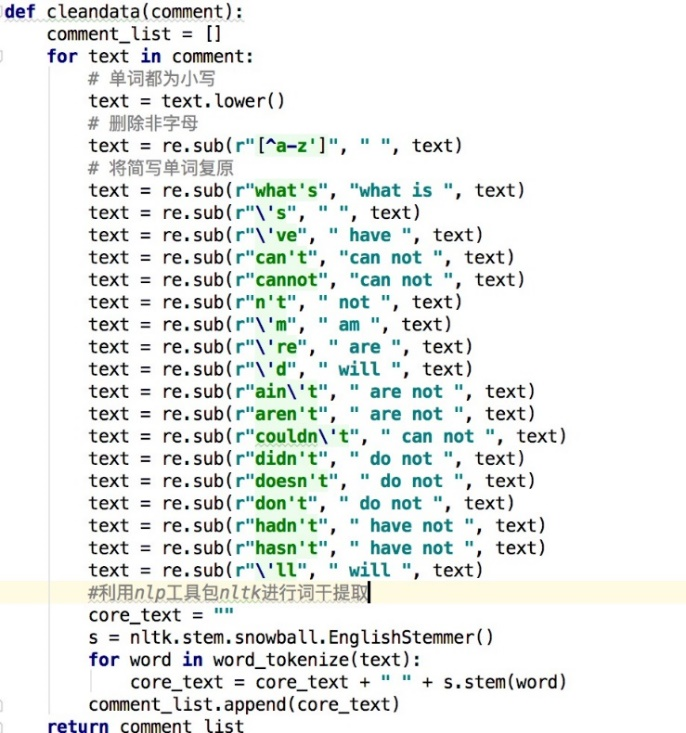 def cleandata(comment):
    comment_list = []
    for text in comment:
        # 单词都为小写
        text = text.lower()
        # 删除非字母
        text = re.sub(r"[^a-z']", " ", text)
        # 将简写单词复原
        text = re.sub(r"what's", "what is ", text)
        text = re.sub(r"\'s", " ", text)
        text = re.sub(r"\'ve", " have ", text)
        text = re.sub(r"can't", "can not ", text)
        text = re.sub(r"cannot", "can not ", text)
        text = re.sub(r"n't", " not ", text)
        text = re.sub(r"\'m", " am ", text)
        text = re.sub(r"\'re", " are ", text)
        text = re.sub(r"\'d", " will ", text)
        text = re.sub(r"ain\'t", " are not ", text)
        text = re.sub(r"aren't", " are not ", text)
        text = re.sub(r"couldn\'t", " can not ", text)
        text = re.sub(r"didn't", " do not ", text)
        text = re.sub(r"doesn't", " do not ", text)
        text = re.sub(r"don't", " do not ", text)
        text = re.sub(r"hadn't", " have not ", text)
        text = re.sub(r"hasn't", " have not ", text)
        text = re.sub(r"\'ll", " will ", text)
        #利用nlp工具包nltk进行词干提取
        core_text = ""
        s = nltk.stem.snowball.EnglishStemmer()
        for word in word_tokenize(text):
            core_text = core_text + " " + s.stem(word)
        comment_list.append(core_text)
    return comment_list